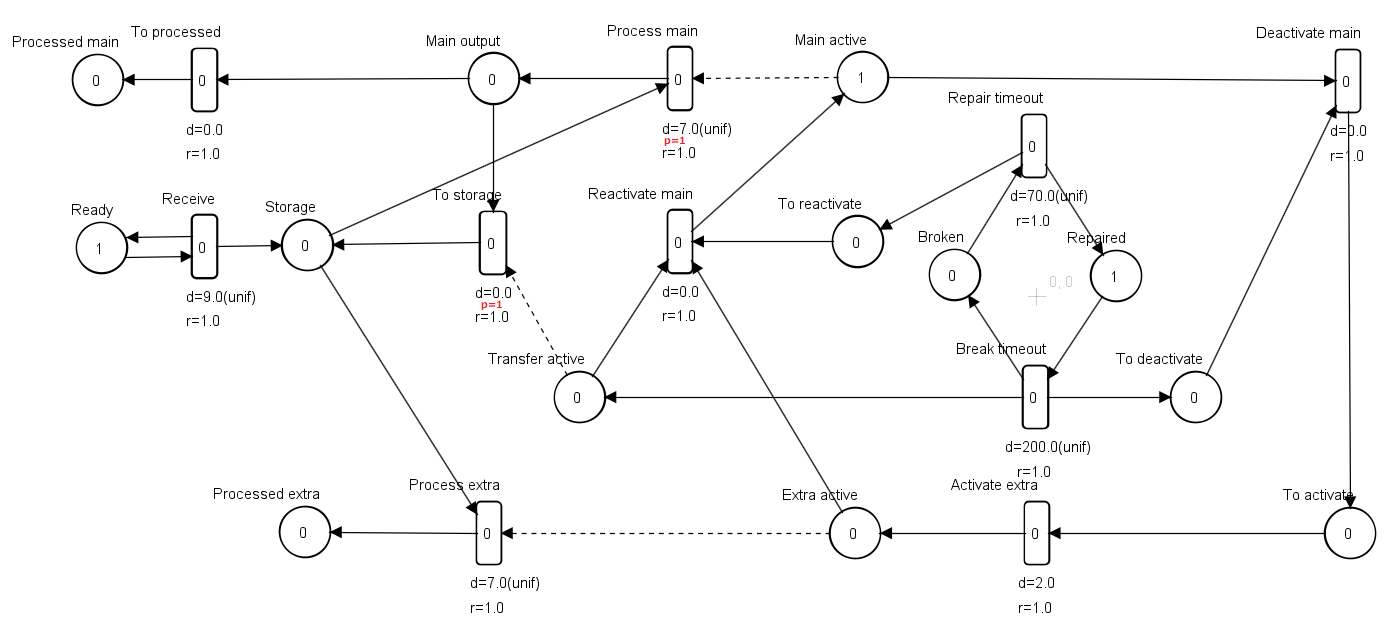 Deactivate main
To processed
Process main
Processed main
Main output
Main active
0
0
0
0
1
0
Repair timeout
d=0.0
d=7.0(unif)
d=0.0
p=1
r=1.0
r=1.0
r=1.0
0
Receive
Reactivate main
To storage
d=70.0(unif)
Ready
Storage
To reactivate
r=1.0
Broken
Repaired
1
0
0
0
0
0
0
1
0, 0
d=9.0(unif)
d=0.0
d=0.0
p=1
r=1.0
r=1.0
r=1.0
Break timeout
Transfer active
To deactivate
0
0
0
d=200.0(unif)
r=1.0
Processed extra
Process extra
Extra active
Activate extra
To activate
0
0
0
0
0
d=7.0(unif)
d=2.0
r=1.0
r=1.0